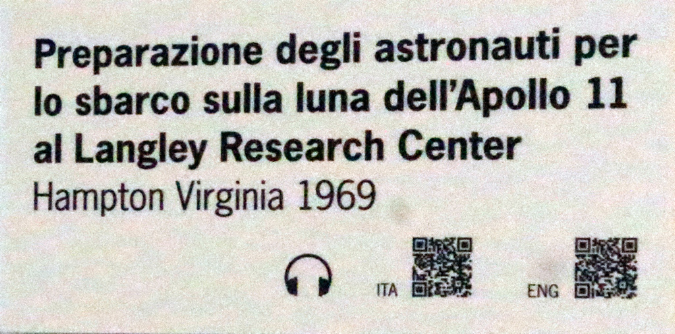 Preparazione degli astronauti per
lo sbarco sulla luna dell'Apollo 11
al Langley Research Center
Hampton Virginia 1969
ITA ENG